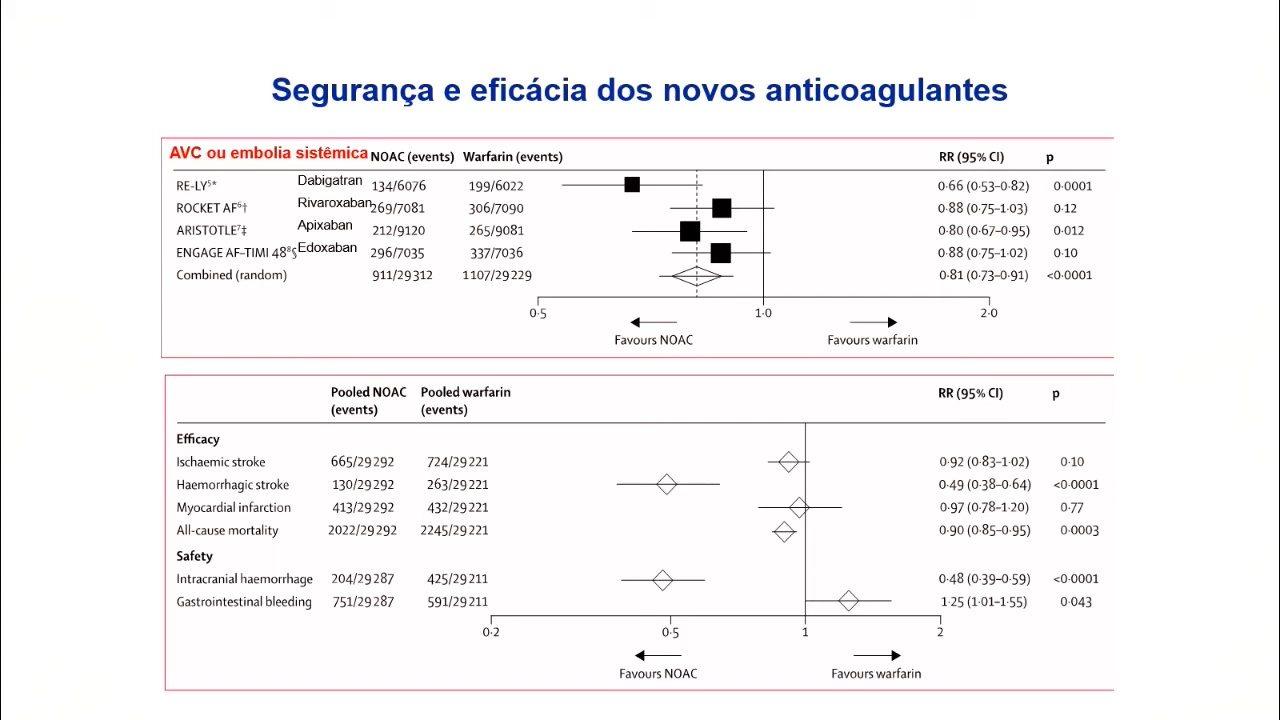 Segurança e eficácia dos novos anticoagulantes
AVC ou embolia sistêmica NOAC (events) Warfarin (events) RR (95% CI) p
RE-LY⁵* Dabigatran 134/6076 199/6022 0·66 (0·53–0·82) 0·0001
ROCKET AF⁶† Rivaroxaban 269/7081 306/7090 0·88 (0·75–1·03) 0·12
ARISTOTLE⁷‡ Apixaban 212/9120 265/9081 0·80 (0·67–0·95) 0·012
ENGAGE AF–TIMI 48⁸§ Edoxaban 296/7035 337/7036 0·88 (0·75–1·02) 0·10
Combined (random) 911/29312 1107/29229 0·81 (0·73–0·91) <0·0001
0·5 1·0 2·0
Favours NOAC Favours warfarin
Pooled NOAC (events) Pooled warfarin (events) RR (95% CI) p
Efficacy
Ischaemic stroke 665/29292 724/29221 0·92 (0·83–1·02) 0·10
Haemorrhagic stroke 130/29292 263/29221 0·49 (0·38–0·64) <0·0001
Myocardial infarction 413/29292 432/29221 0·97 (0·78–1·20) 0·77
All-cause mortality 2022/29292 2245/29221 0·90 (0·85–0·95) 0·0003
Safety
Intracranial haemorrhage 204/29287 425/29211 0·48 (0·39–0·59) <0·0001
Gastrointestinal bleeding 751/29287 591/29211 1·25 (1·01–1·55) 0·043
0·2 0·5 1 2
Favours NOAC Favours warfarin